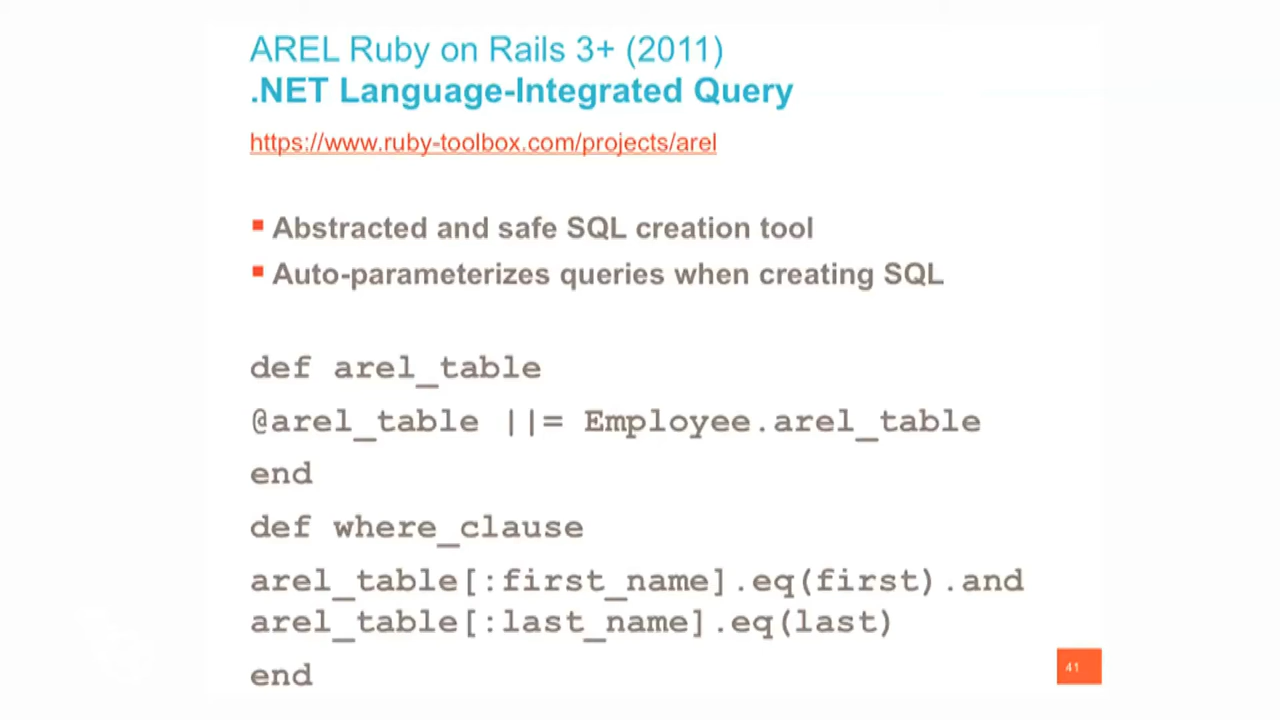 AREL Ruby on Rails 3+ (2011)
.NET Language-Integrated Query
https://www.ruby-toolbox.com/projects/arel
▪ Abstracted and safe SQL creation tool
▪ Auto-parameterizes queries when creating SQL
def arel_table
@arel_table ||= Employee.arel_table
end
def where_clause
arel_table[:first_name].eq(first).and
arel_table[:last_name].eq(last)
end
41